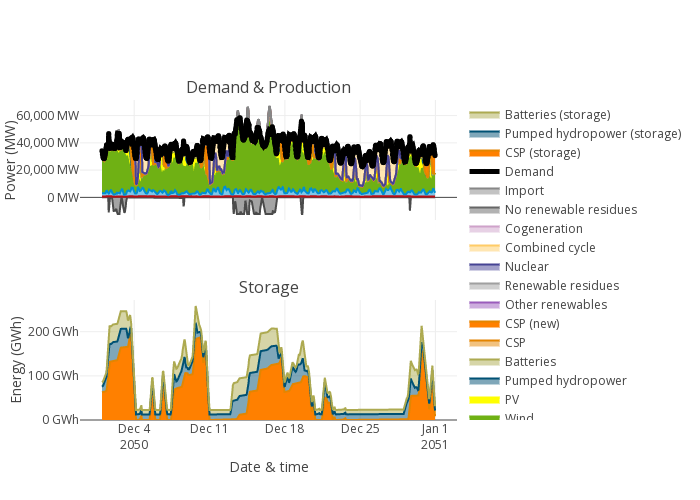 Demand & Production
Power (MW)
60,000 MW
40,000 MW
20,000 MW
0 MW
Storage
Energy (GWh)
200 GWh
100 GWh
0 GWh
Dec 4
2050
Dec 11
Dec 18
Dec 25
Jan 1
2051
Date & time
Batteries (storage)
Pumped hydropower (storage)
CSP (storage)
Demand
Import
No renewable residues
Cogeneration
Combined cycle
Nuclear
Renewable residues
Other renewables
CSP (new)
CSP
Batteries
Pumped hydropower
PV
Wind